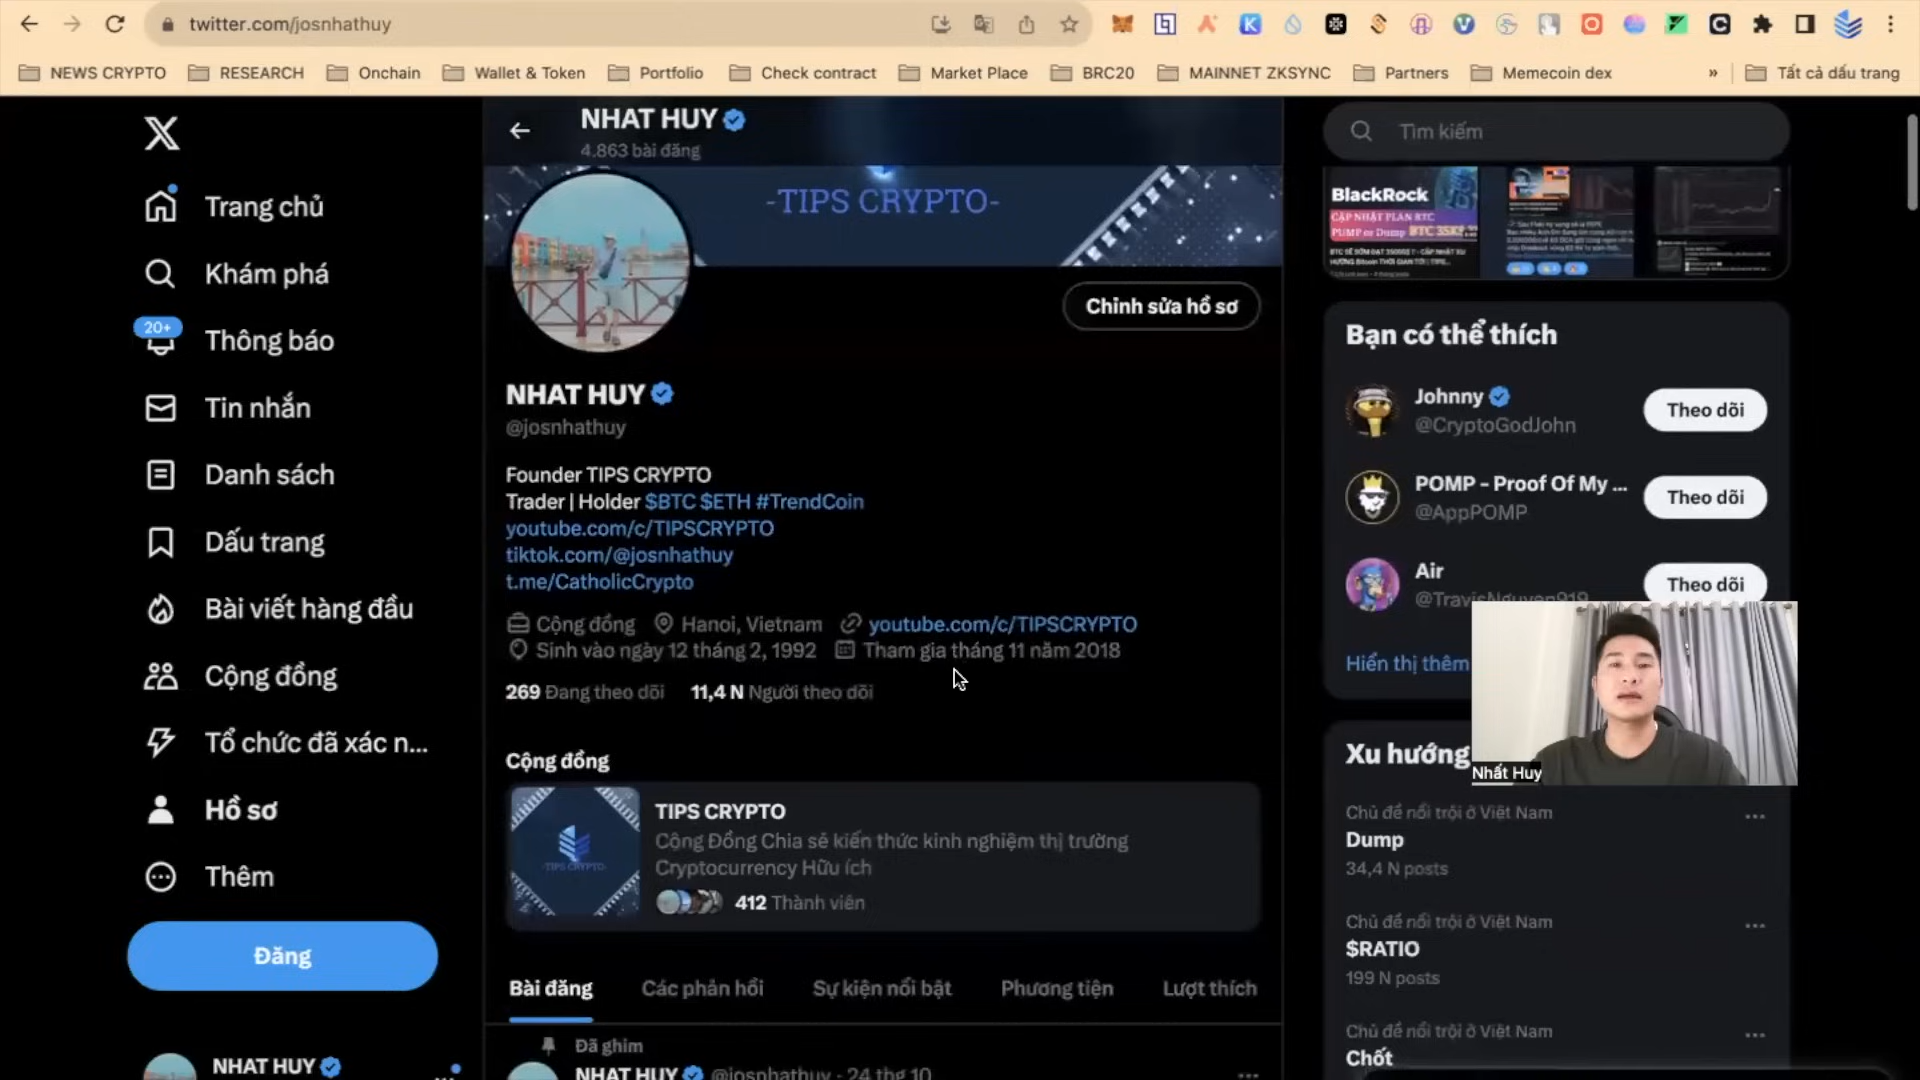 twitter.com/josnhathuy
NEWS CRYPTO
RESEARCH
Onchain
Wallet & Token
Portfolio
Check contract
Market Place
BRC20
MAINNET ZKSYNC
Partners
Memecoin dex
»
Tất cả dấu trang
Trang chủ
Khám phá
20+
Thông báo
Tin nhắn
Danh sách
Dấu trang
Bài viết hàng đầu
Cộng đồng
Tổ chức đã xác n...
Hồ sơ
Thêm
Đăng
NHAT HUY
NHAT HUY
4.863 bài đăng
-TIPS CRYPTO-
Chỉnh sửa hồ sơ
NHAT HUY
@josnhathuy
Founder TIPS CRYPTO
Trader | Holder $BTC $ETH #TrendCoin
youtube.com/c/TIPSCRYPTO
tiktok.com/@josnhathuy
t.me/CatholicCrypto
Cộng đồng Hanoi, Vietnam youtube.com/c/TIPSCRYPTO
Sinh vào ngày 12 tháng 2, 1992 Tham gia tháng 11 năm 2018
269 Đang theo dõi 11,4 N Người theo dõi
Cộng đồng
TIPS CRYPTO
TIPS CRYPTO
Cộng Đồng Chia sẻ kiến thức kinh nghiệm thị trường
Cryptocurrency Hữu ích
412 Thành viên
Bài đăng
Các phản hồi
Sự kiện nổi bật
Phương tiện
Lượt thích
Đã ghim
NHAT HUY @josnhathuy · 24 thg 10
Tìm kiếm
BlackRock
CẬP NHẬT PLAN BTC
PUMP or Dump BTC 35K$
Bạn có thể thích
Johnny
@CryptoGodJohn
Theo dõi
POMP - Proof Of My ...
@AppPOMP
Theo dõi
Air
@TravisNguyen919
Theo dõi
Hiển thị thêm
Nhất Huy
Xu hướng
Chủ đề nổi trội ở Việt Nam
Dump
34,4 N posts
Chủ đề nổi trội ở Việt Nam
$RATIO
199 N posts
Chủ đề nổi trội ở Việt Nam
Chốt